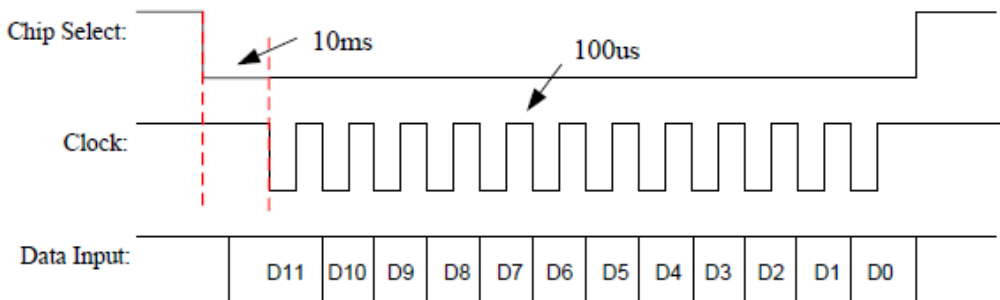 Chip Select:
10ms
100us
Clock:
Data Input:
D11 D10 D9 D8 D7 D6 D5 D4 D3 D2 D1 D0